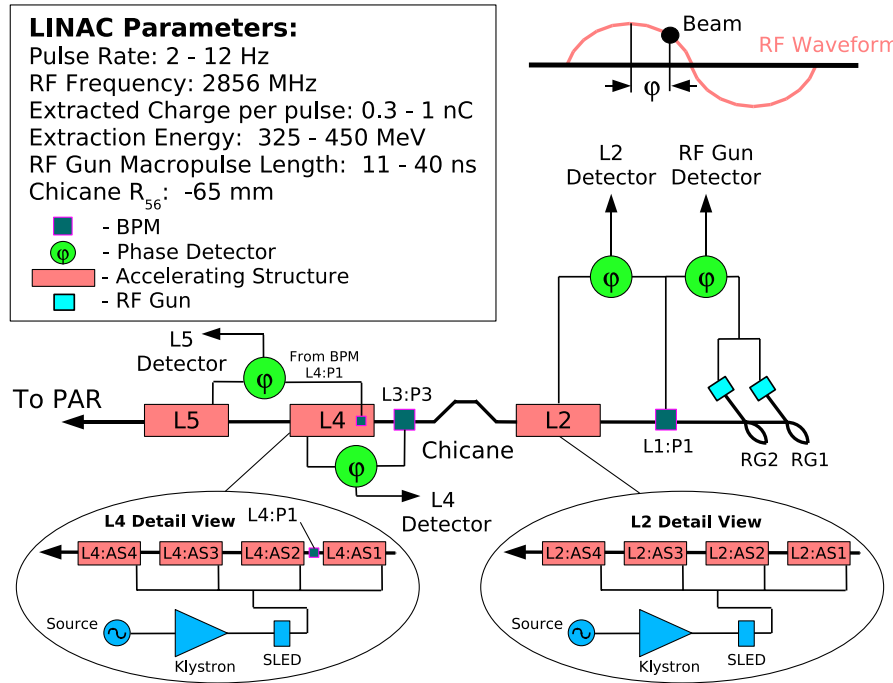 LINAC Parameters:
Pulse Rate: 2 - 12 Hz
RF Frequency: 2856 MHz
Extracted Charge per pulse: 0.3 - 1 nC
Extraction Energy: 325 - 450 MeV
RF Gun Macropulse Length: 11 - 40 ns
Chicane R56: -65 mm
- BPM
φ - Phase Detector
- Accelerating Structure
- RF Gun
Beam
RF Waveform
φ
L2
Detector
RF Gun
Detector
φ
φ
L5
Detector
From BPM
L4:P1
φ
To PAR
L5
L4
L3:P3
Chicane
L2
L1:P1
RG2
RG1
φ
L4
Detector
L4 Detail View
L4:P1
L4:AS4
L4:AS3
L4:AS2
L4:AS1
Source
Klystron
SLED
L2 Detail View
L2:AS4
L2:AS3
L2:AS2
L2:AS1
Source
Klystron
SLED